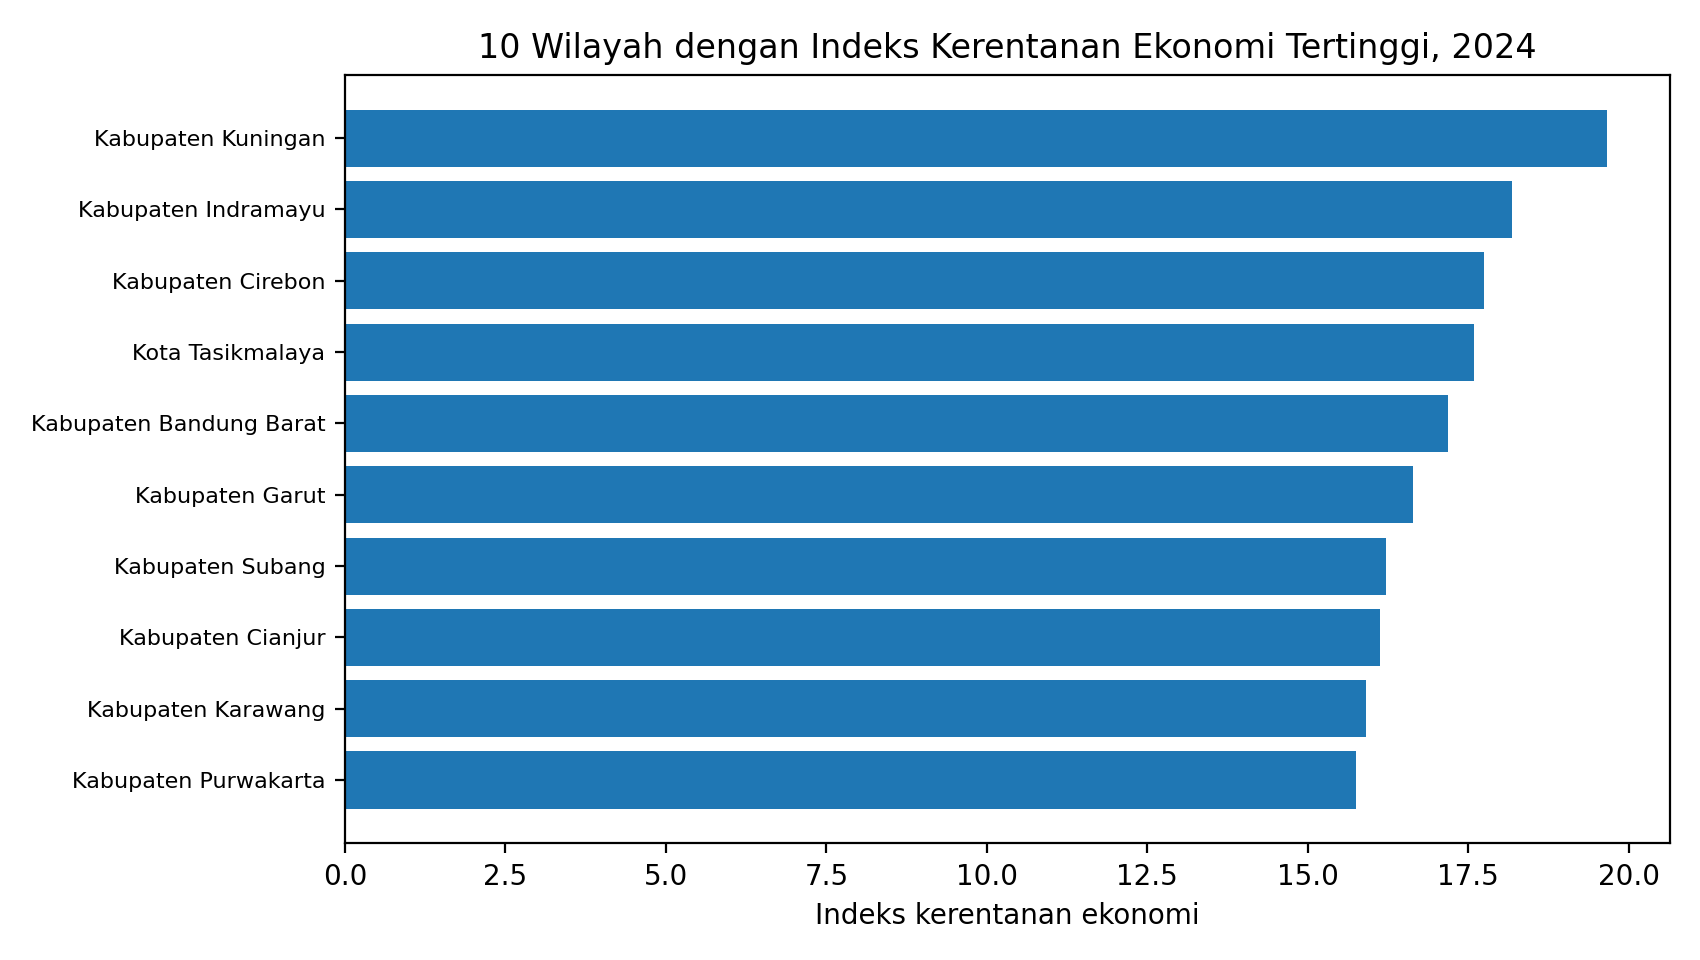 10 Wilayah dengan Indeks Kerentanan Ekonomi Tertinggi, 2024
Kabupaten Kuningan
Kabupaten Indramayu
Kabupaten Cirebon
Kota Tasikmalaya
Kabupaten Bandung Barat
Kabupaten Garut
Kabupaten Subang
Kabupaten Cianjur
Kabupaten Karawang
Kabupaten Purwakarta
0.0 2.5 5.0 7.5 10.0 12.5 15.0 17.5 20.0
Indeks kerentanan ekonomi